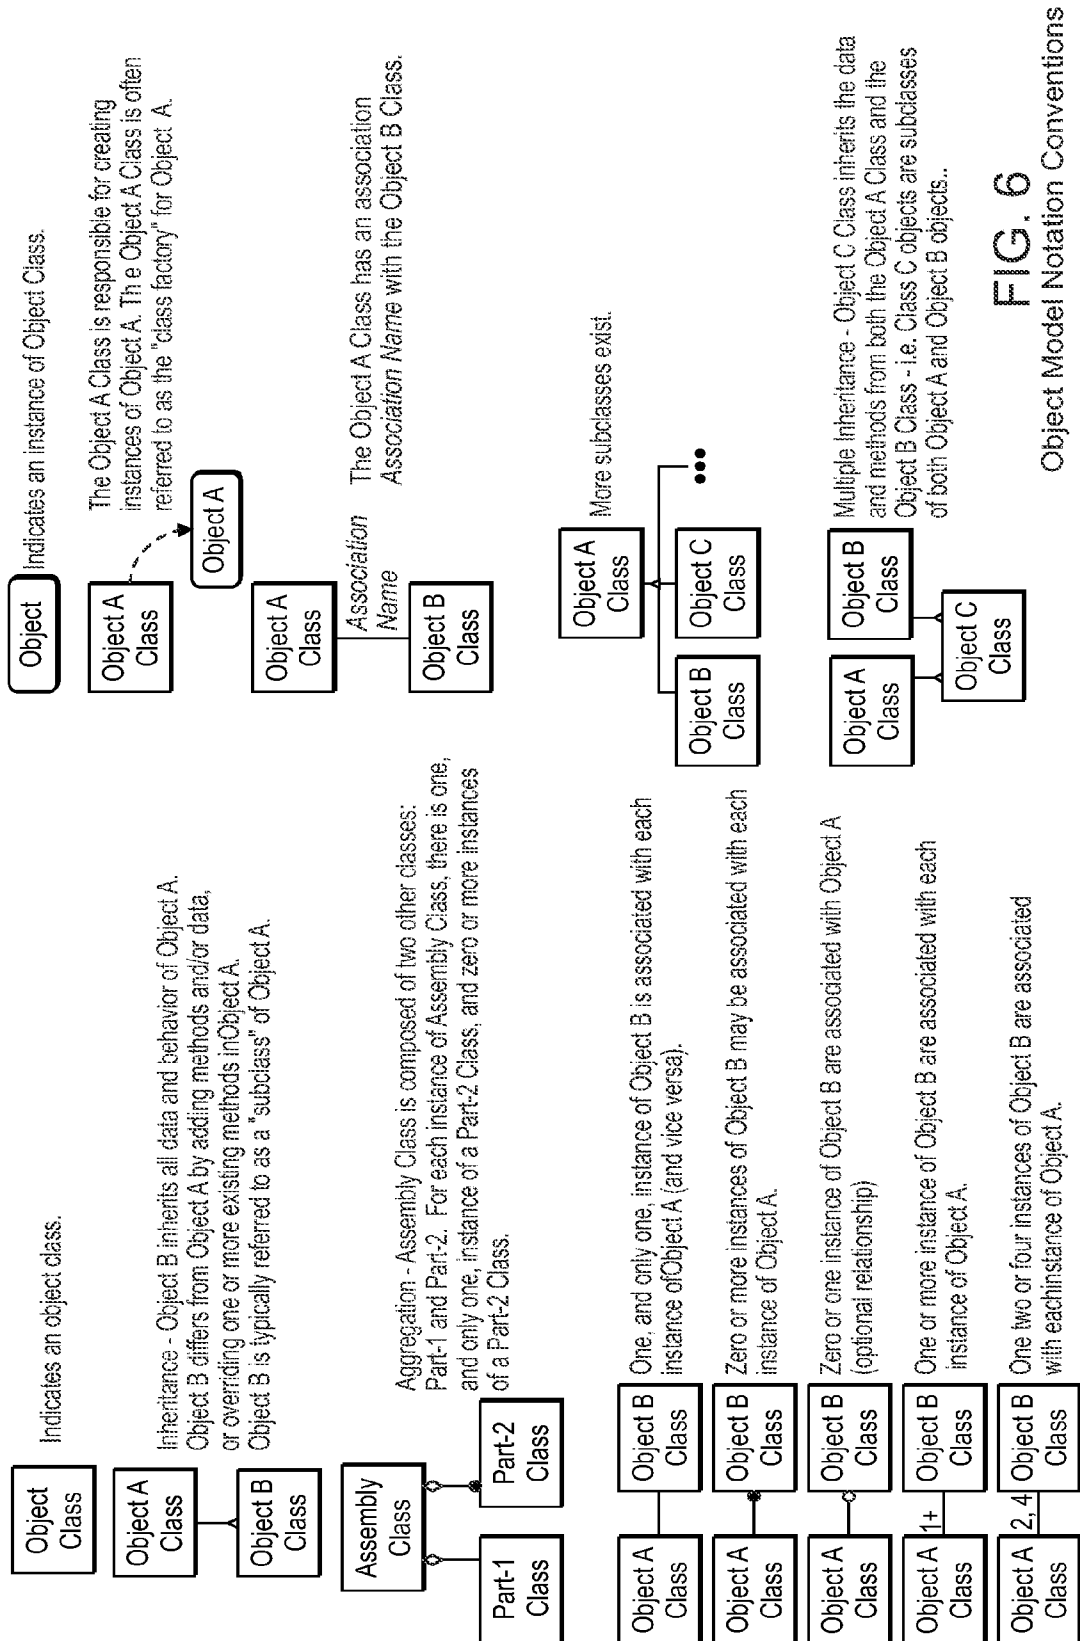 Object
Class
Indicates an object class.
Object A
Class
Object B
Class
Inheritance - Object B inherits all data and behavior of Object A.
Object B differs from Object A by adding methods and/or data,
or overriding one or more existing methods inObject A.
Object B is typically referred to as a "subclass" of Object A.
Assembly
Class
Part-1
Class
Part-2
Class
Aggregation - Assembly Class is composed of two other classes:
Part-1 and Part-2. For each instance of Assembly Class, there is one,
and only one, instance of a Part-2 Class, and zero or more instances
of a Part-2 Class.
Object A
Class
Object B
Class
One, and only one, instance of Object B is associated with each
instance ofObject A (and vice versa).
Object A
Class
Object B
Class
Zero or more instances of Object B may be associated with each
instance of Object A.
Object A
Class
Object B
Class
Zero or one instance of Object B are associated with Object A
(optional relationship)
Object A
Class
1+
Object B
Class
One or more instance of Object B are associated with each
instance of Object A.
Object A
Class
2, 4
Object B
Class
One two or four instances of Object B are associated
with eachinstance of Object A.
Object
Indicates an instance of Object Class.
Object A
Class
Object A
The Object A Class is responsible for creating
instances of Object A. Th e Object A Class is often
referred to as the "class factory" for Object A.
Object A
Class
Association
Name
Object B
Class
The Object A Class has an association
Association Name with the Object B Class.
Object A
Class
Object B
Class
Object C
Class
More subclasses exist.
Object A
Class
Object B
Class
Object C
Class
Multiple Inheritance - Object C Class inherits the data
and methods from both the Object A Class and the
Object B Class - i.e. Class C objects are subclasses
of both Object A and Object B objects..
FIG. 6
Object Model Notation Conventions